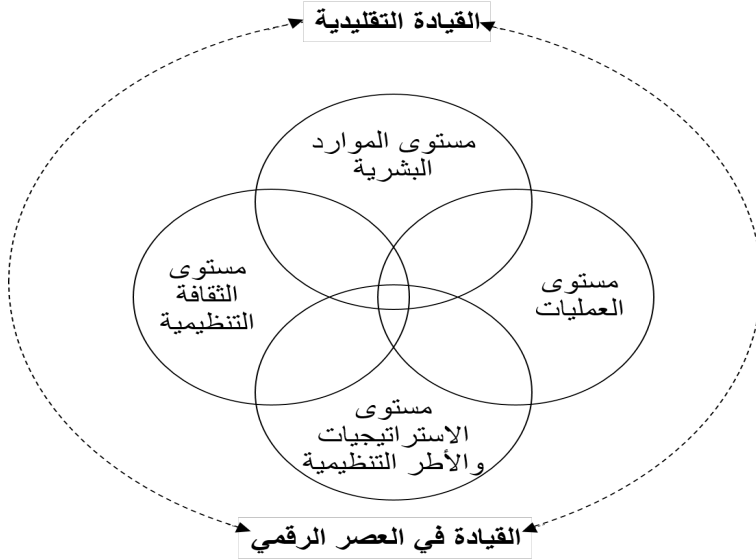 القيادة التقليدية
مستوى الموارد
البشرية
مستوى
العمليات
مستوى
الثقافة
التنظيمية
مستوى
الاستراتيجيات
والأطر التنظيمية
القيادة في العصر الرقمي